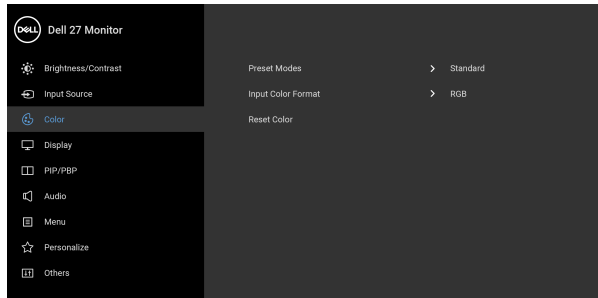 DELL Dell 27 Monitor
Brightness/Contrast
Input Source
Color
Display
PIP/PBP
Audio
Menu
Personalize
Others
Preset Modes > Standard
Input Color Format > RGB
Reset Color